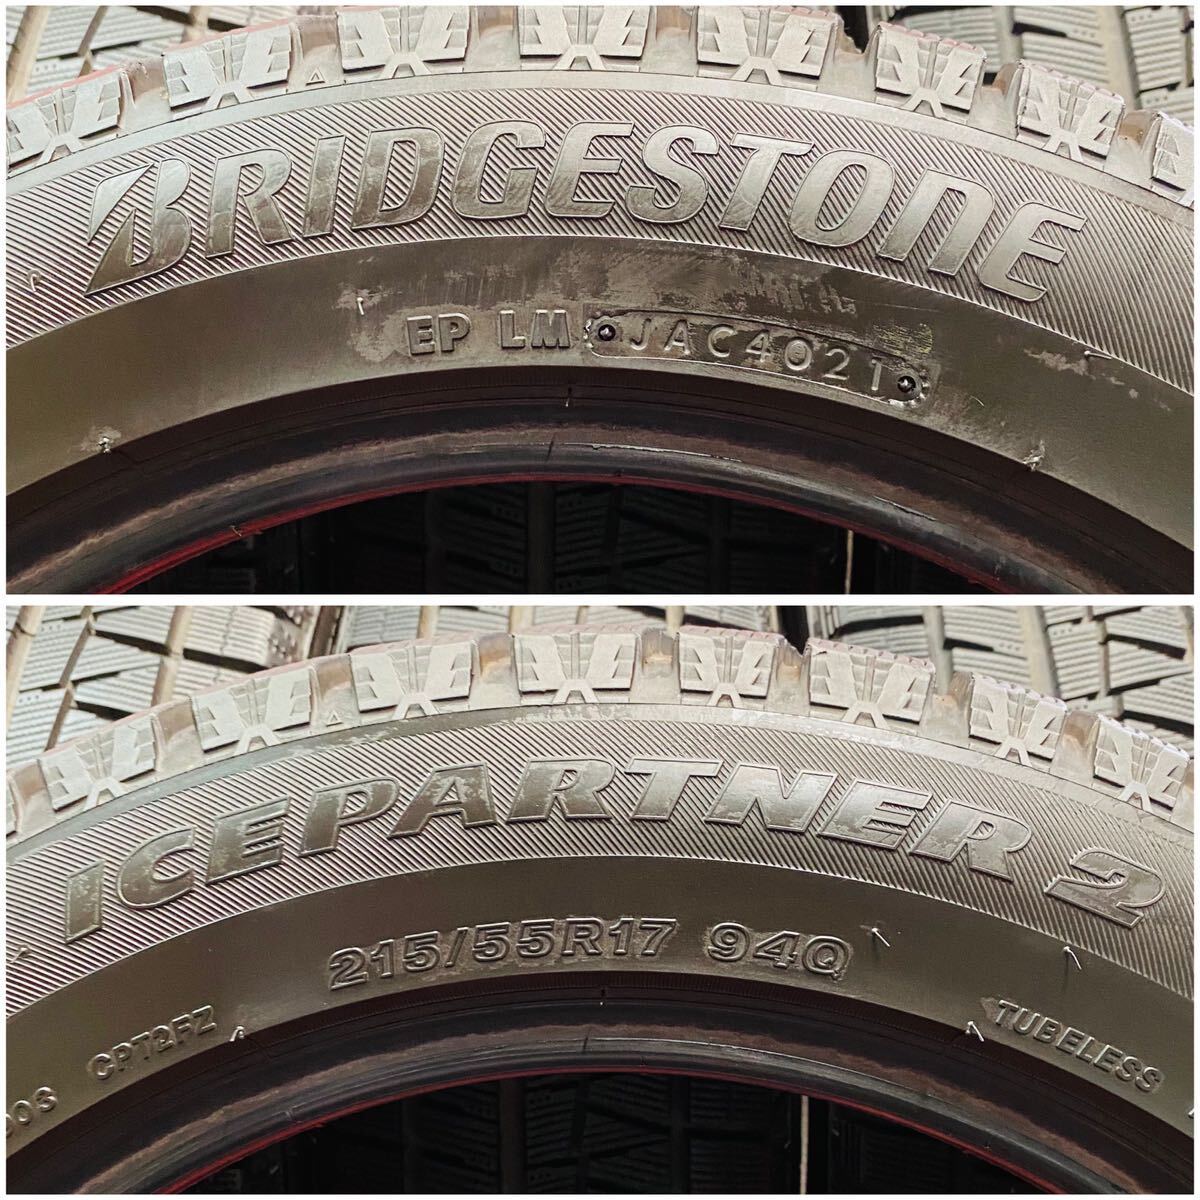 BRIDGESTONE
EP LM JAC4021
ICEPARTNER 2
215/55R17 94Q
CPT2FZ
TUBELESS